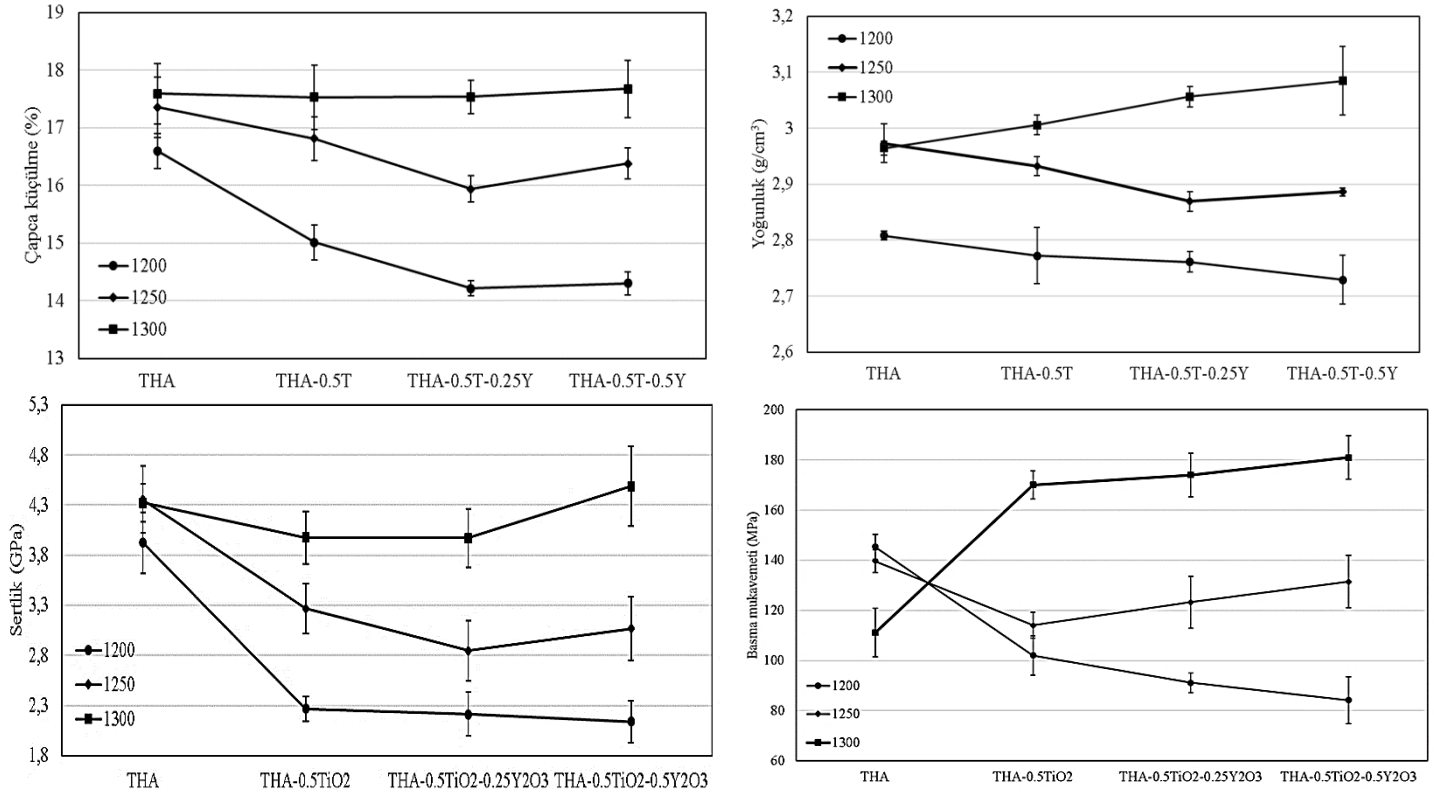 19
18
17
16
15
14
13
Çapca küçülme (%)
1200
1250
1300
THA
THA-0.5T
THA-0.5T-0.25Y
THA-0.5T-0.5Y
3,2
3,1
3
2,9
2,8
2,7
2,6
Yoğunluk (g/cm³)
1200
1250
1300
THA
THA-0.5T
THA-0.5T-0.25Y
THA-0.5T-0.5Y
5,3
4,8
4,3
3,8
3,3
2,8
2,3
1,8
Sertlik (GPa)
1200
1250
1300
THA
THA-0.5TiO2
THA-0.5TiO2-0.25Y2O3
THA-0.5TiO2-0.5Y2O3
200
180
160
140
120
100
80
60
Basma mukavemeti (MPa)
1200
1250
1300
THA
THA-0.5TiO2
THA-0.5TiO2-0.25Y2O3
THA-0.5TiO2-0.5Y2O3